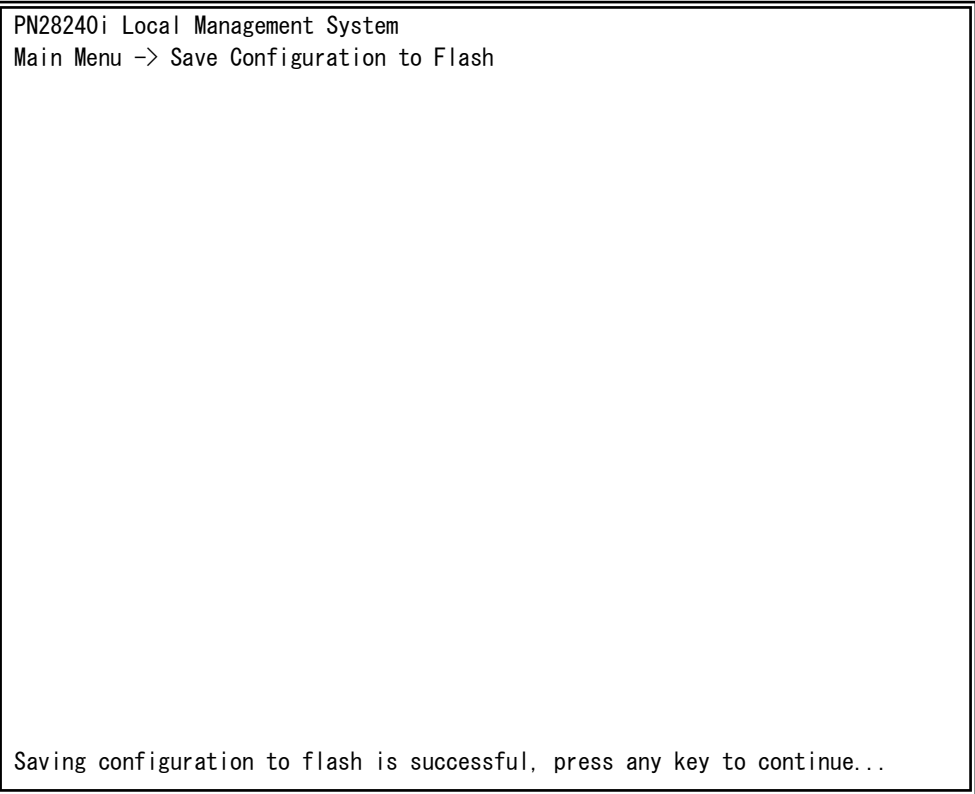 PN28240i Local Management System
Main Menu -> Save Configuration to Flash
Saving configuration to flash is successful, press any key to continue...